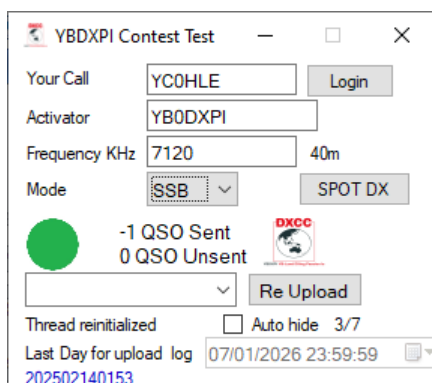 YBDXPI Contest Test
Your Call YC0HLE Login
Activator YB0DXPI
Frequency KHz 7120 40m
Mode SSB SPOT DX
-1 QSO Sent
DXCC
0 QSO Unsent
Re Upload
Thread reinitialized Auto hide 3/7
Last Day for upload log 07/01/2026 23:59:59
202502140153